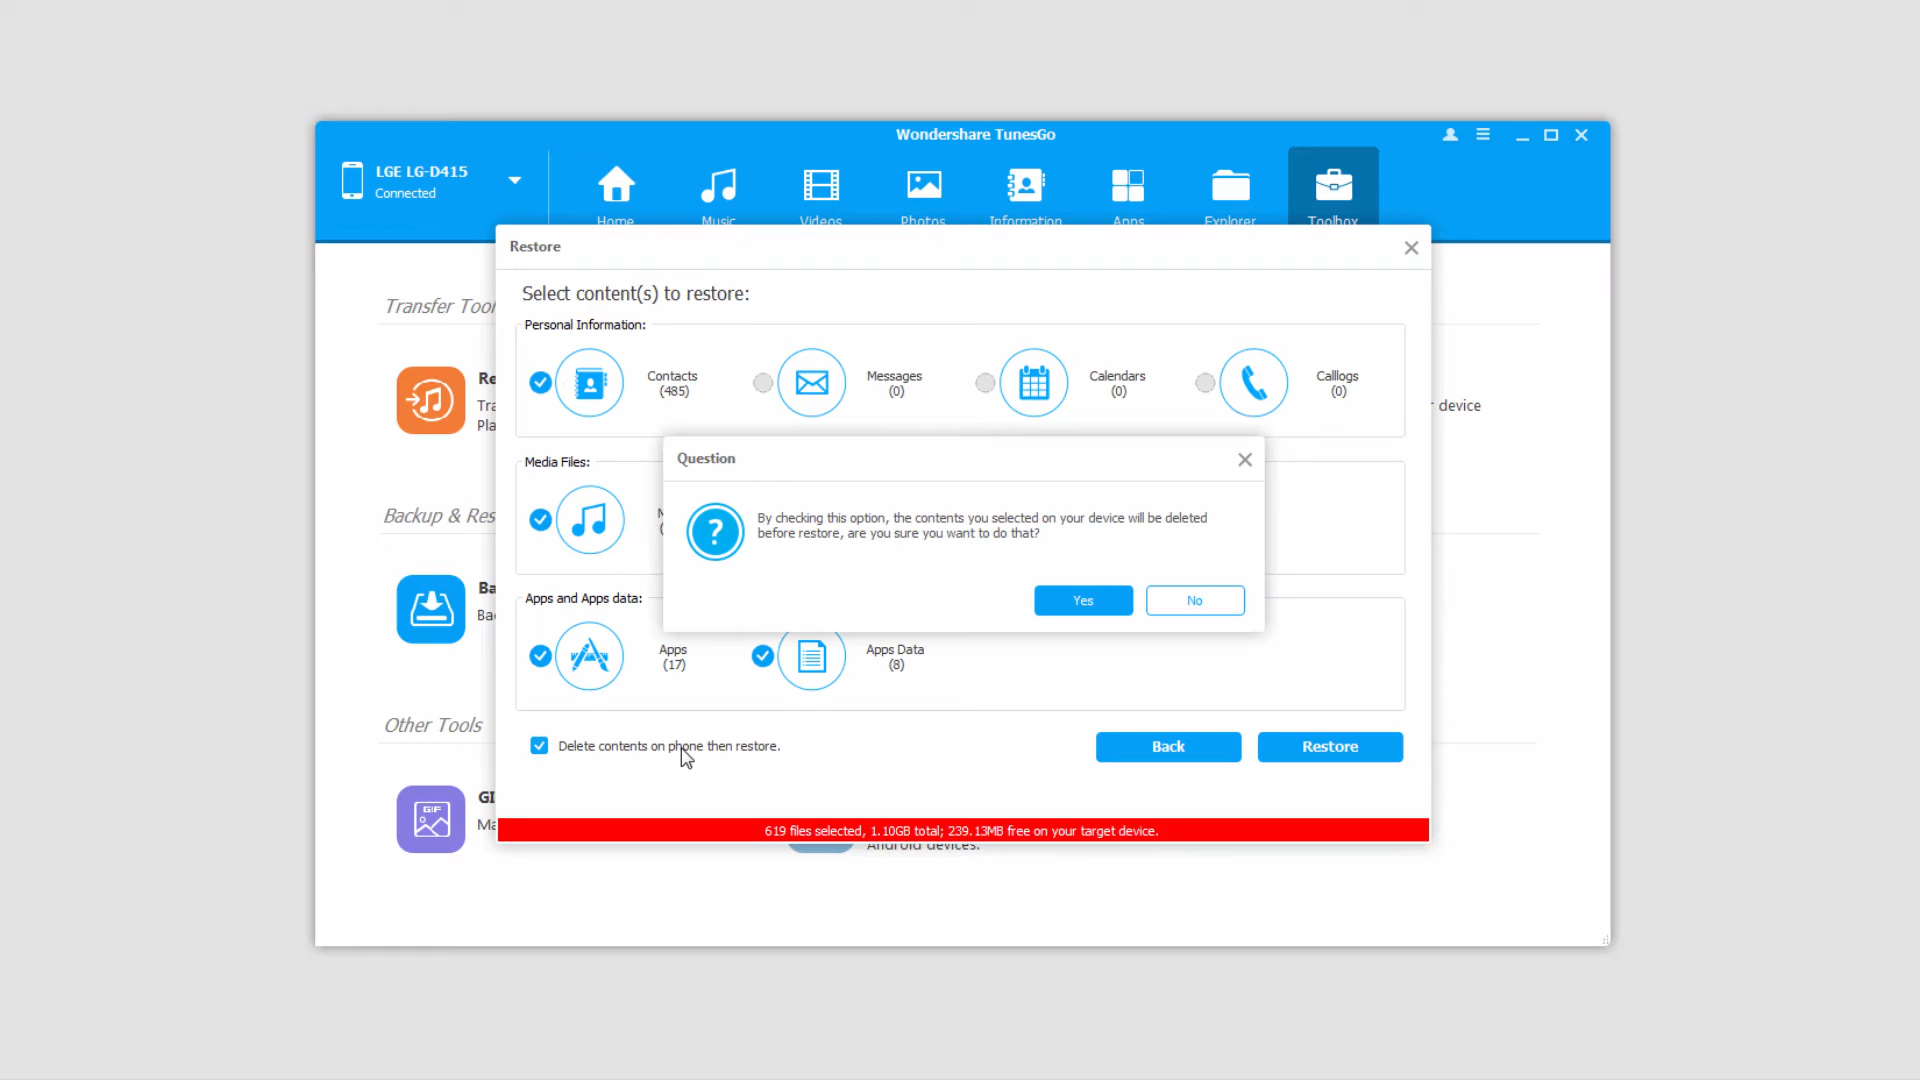 Wondershare TunesGo
LGE LG-D415
Connected
Home
Music
Videos
Photos
Information
Apps
Explorer
Toolbox
Restore
Select content(s) to restore:
Transfer
Personal Information:
Contacts
(485)
Messages
(0)
Calendars
(0)
Calllogs
(0)
device
Media Files:
Question
By checking this option, the contents you selected on your device will be deleted
before restore, are you sure you want to do that?
Yes
No
Backup &
Apps and Apps data:
Apps
(17)
Apps Data
(8)
Other Tools
Delete contents on phone then restore.
Back
Restore
GIF
619 files selected, 1.10GB total; 239.13MB free on your target device.
Android devices.